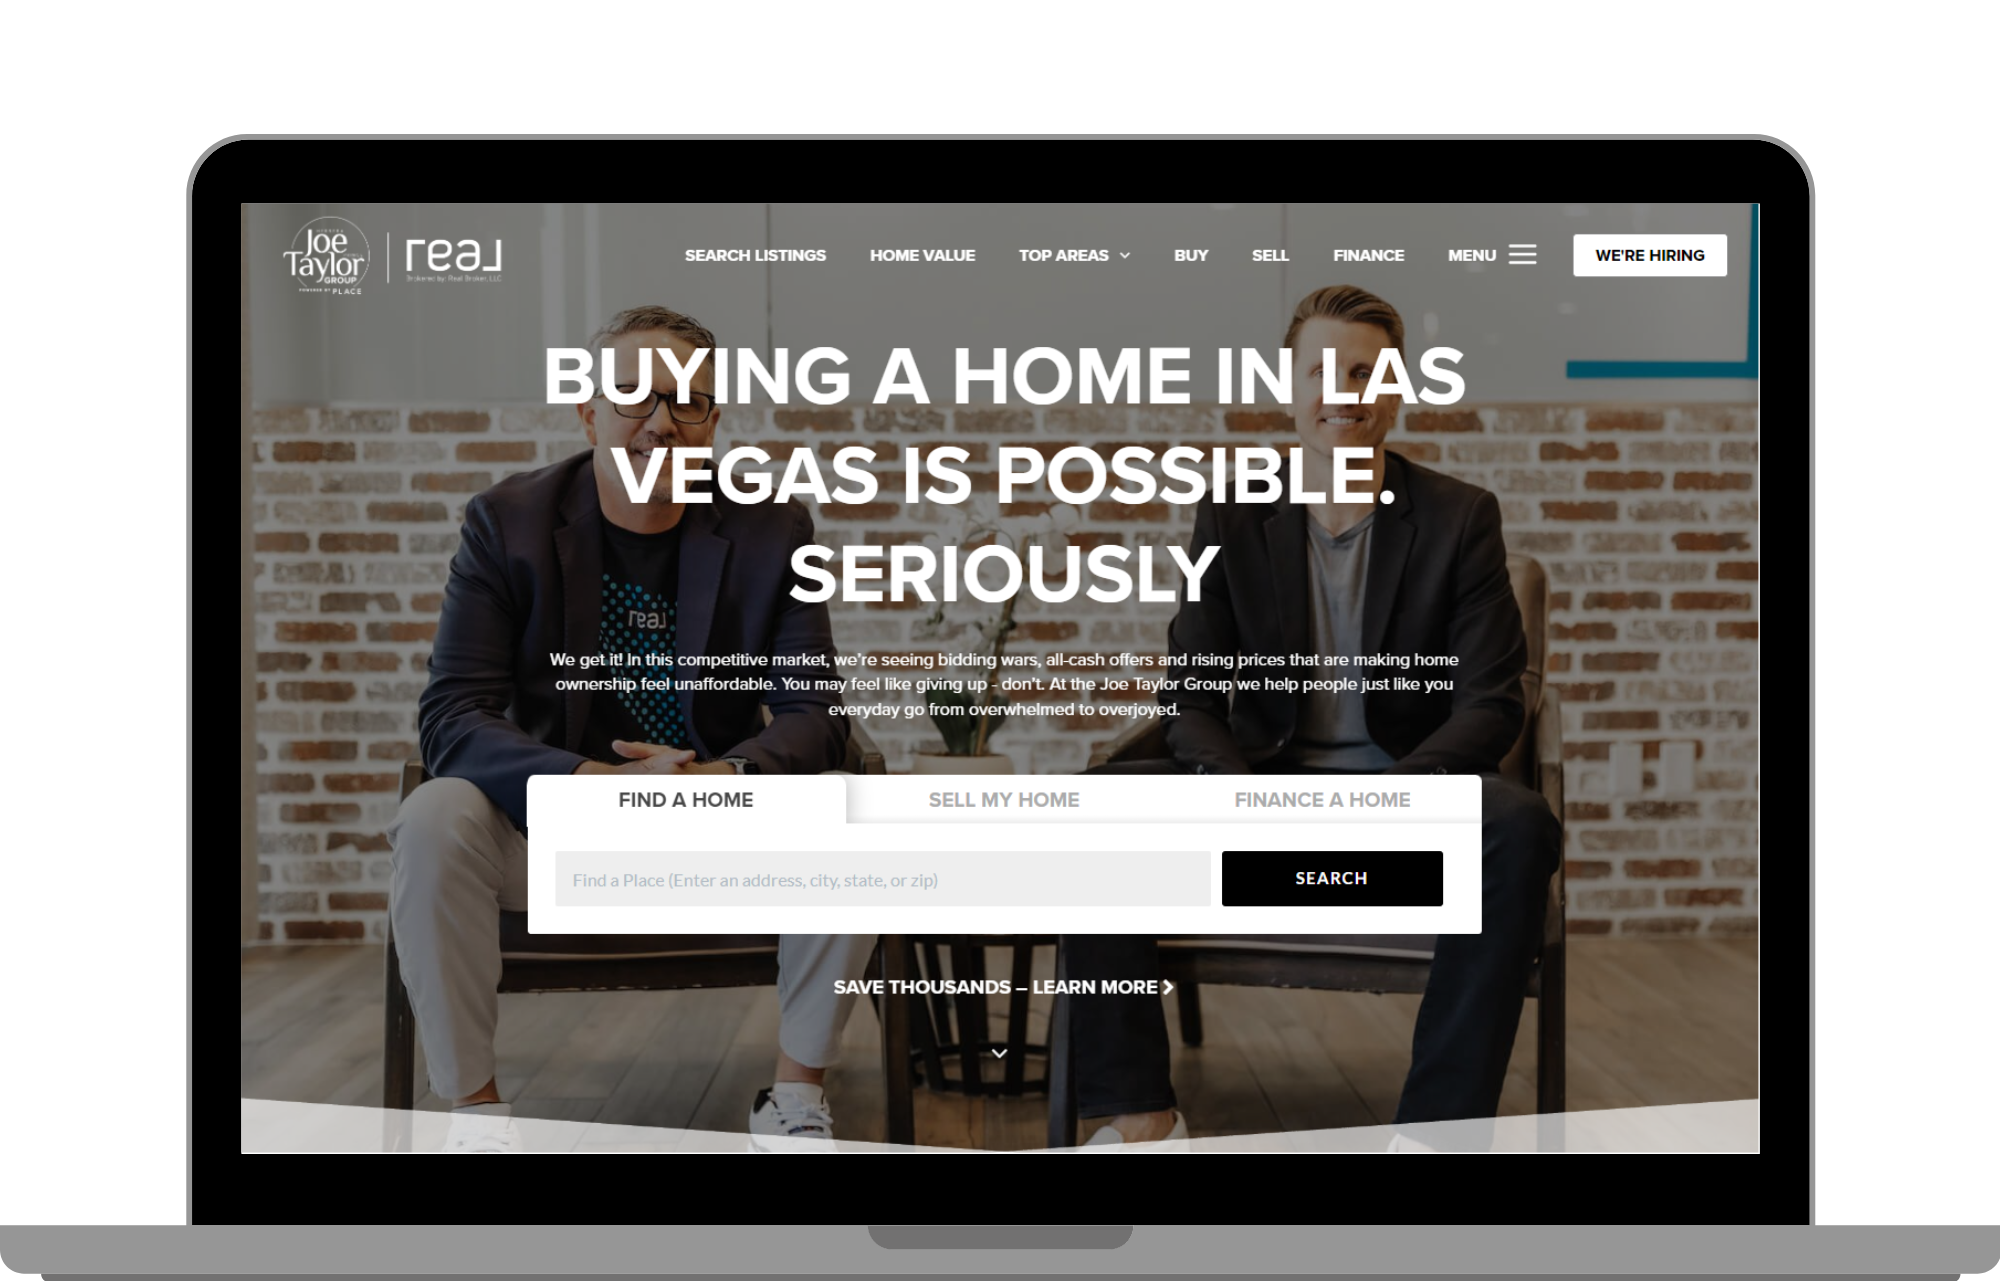 Joe
Taylor
GROUP
POWERED BY PLACE
real
Brokered by: Real Broker, LLC
SEARCH LISTINGS
HOME VALUE
TOP AREAS
BUY
SELL
FINANCE
MENU
WE'RE HIRING
BUYING A HOME IN LAS
VEGAS IS POSSIBLE.
SERIOUSLY
real
We get it! In this competitive market, we're seeing bidding wars, all-cash offers and rising prices that are making home
ownership feel unaffordable. You may feel like giving up - don't. At the Joe Taylor Group we help people just like you
everyday go from overwhelmed to overjoyed.
FIND A HOME
SELL MY HOME
FINANCE A HOME
Find a Place (Enter an address, city, state, or zip)
SEARCH
SAVE THOUSANDS – LEARN MORE